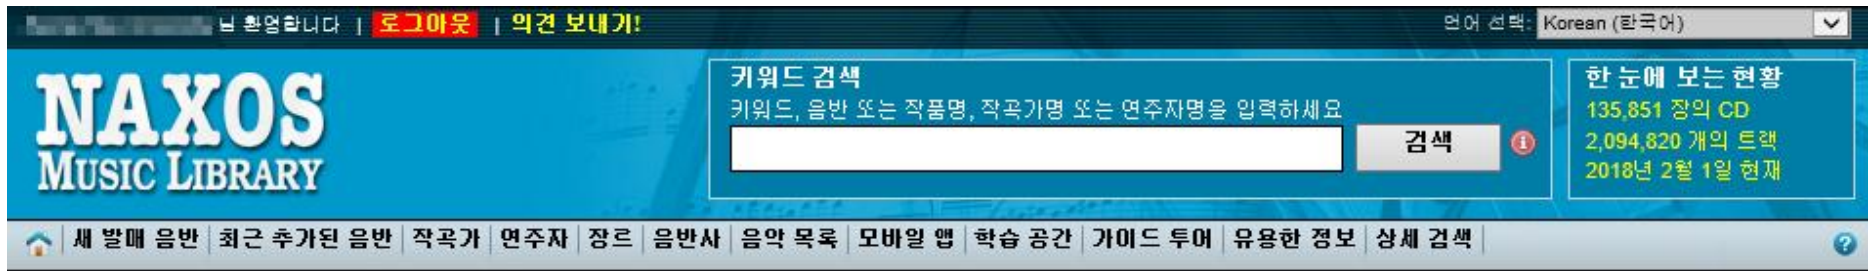 님 환영합니다 | 로그아웃 | 의견 보내기!
언어 선택: Korean (한국어)
NAXOS
MUSIC LIBRARY
키워드 검색
키워드, 음반 또는 작품명, 작곡가명 또는 연주자명을 입력하세요
검색
한 눈에 보는 현황
135,851 장의 CD
2,094,820 개의 트랙
2018년 2월 1일 현재
새 발매 음반 | 최근 추가된 음반 | 작곡가 | 연주자 | 장르 | 음반사 | 음악 목록 | 모바일 앱 | 학습 공간 | 가이드 투어 | 유용한 정보 | 상세 검색 |